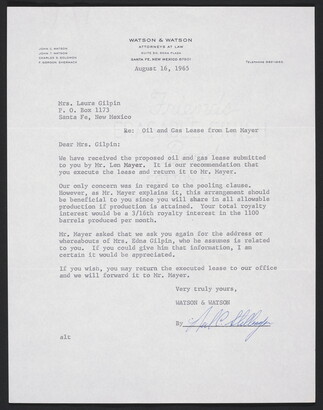 WATSON & WATSON
ATTORNEYS AT LAW
SANTA FE, NEW MEXICO 87501
August 16, 1965
Mrs. Laura Gilpin
P. O. Box 1173
Santa Fe, New Mexico
Re: Oil and Gas Lease from Len Mayer
Dear Mrs. Gilpin:
We have received the proposed oil and gas lease submitted
to you by Mr. Len Mayer. It is our recommendation that
you execute the lease and return it to Mr. Mayer.
Our only concern was in regard to the pooling clause.
However, as Mr. Mayer explains it, this arrangement should
be beneficial to you since you will share in all allowable
production if production is attained. Your total royalty
interest would be a 3/16th royalty interest in the 1100
barrels produced per month.
Mr. Mayer asked that we ask you again for the address or
whereabouts of Mrs. Edna Gilpin, who he assumes is related
to you. If you could give him that information, I am
certain it would be appreciated.
If you wish, you may return the executed lease to our office
and we will forward it to Mr. Mayer.
Very truly yours,
WATSON & WATSON
By
slt